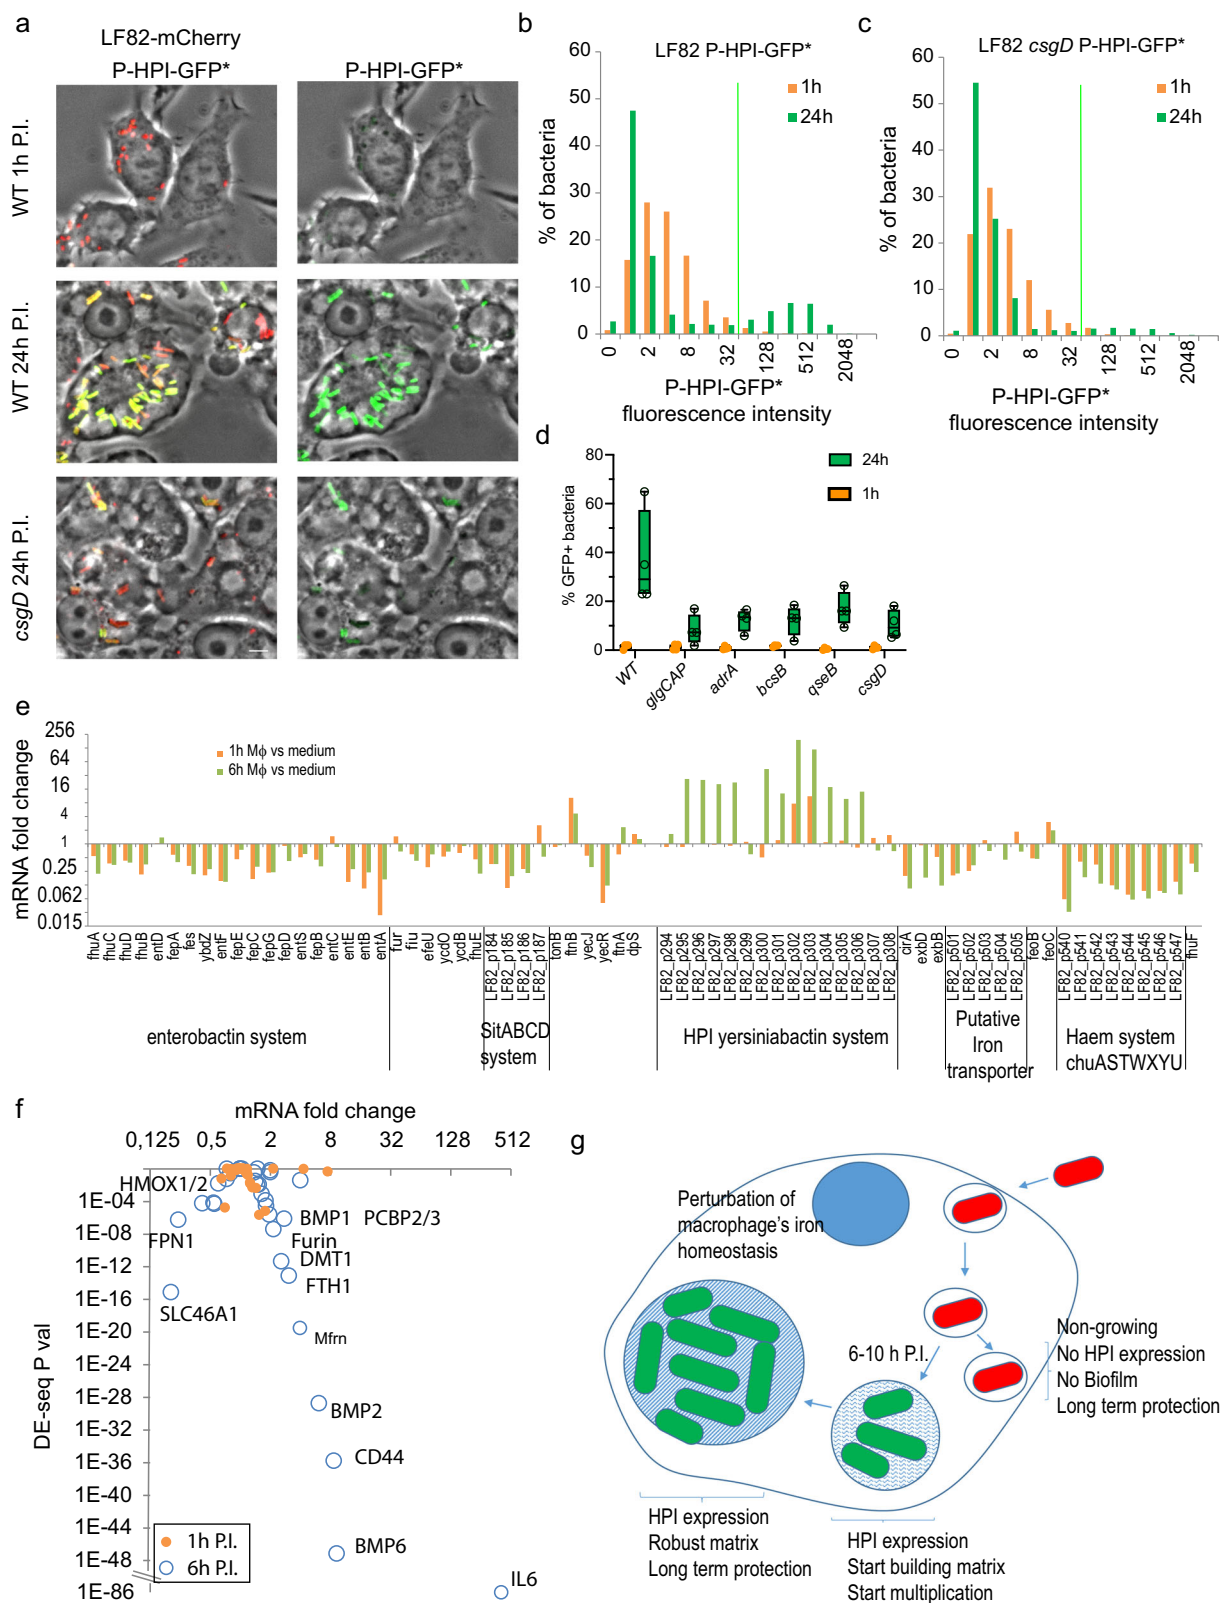 a
LF82-mCherry
P-HPI-GFP*
P-HPI-GFP*
WT 1h P.I.
WT 24h P.I.
csgD 24h P.I.
b
LF82 P-HPI-GFP*
1h
24h
% of bacteria
60
50
40
30
20
10
0
0
2
8
32
128
512
2048
P-HPI-GFP*
fluorescence intensity
c
LF82 csgD P-HPI-GFP*
1h
24h
% of bacteria
60
50
40
30
20
10
0
0
2
8
32
128
512
2048
P-HPI-GFP*
fluorescence intensity
d
24h
1h
% GFP+ bacteria
80
60
40
20
0
WT
glgCAP
adrA
bcsB
qseB
csgD
e
mRNA fold change
256
64
16
4
1
0.25
0.062
0.015
1h Mϕ vs medium
6h Mϕ vs medium
fhuA
fhuC
fhuD
fhuB
entD
fepA
fes
ybdZ
entF
fepE
fepC
fepG
fepD
entS
fepB
entC
entE
entB
entA
fur
fiu
efeU
ycdO
ycdB
fhuE
LF82_p184
LF82_p185
LF82_p186
LF82_p187
tonB
ftnB
yecJ
yecR
ftnA
dpS
LF82_p294
LF82_p295
LF82_p296
LF82_p297
LF82_p298
LF82_p299
LF82_p300
LF82_p301
LF82_p302
LF82_p303
LF82_p304
LF82_p305
LF82_p306
LF82_p307
LF82_p308
cirA
exbD
exbB
LF82_p501
LF82_p502
LF82_p503
LF82_p504
LF82_p505
feoB
feoC
LF82_p540
LF82_p541
LF82_p542
LF82_p543
LF82_p544
LF82_p545
LF82_p546
LF82_p547
fhuF
enterobactin system
SitABCD
system
HPI yersiniabactin system
Putative
Iron
transporter
Haem system
chuASTWXYU
f
mRNA fold change
0,125
0,5
2
8
32
128
512
DE-seq P val
1E-04
1E-08
1E-12
1E-16
1E-20
1E-24
1E-28
1E-32
1E-36
1E-40
1E-44
1E-48
1E-86
HMOX1/2
FPN1
SLC46A1
BMP1
PCBP2/3
Furin
DMT1
FTH1
Mfrn
BMP2
CD44
BMP6
IL6
1h P.I.
6h P.I.
g
Perturbation of
macrophage's iron
homeostasis
6-10 h P.I.
Non-growing
No HPI expression
No Biofilm
Long term protection
HPI expression
Robust matrix
Long term protection
HPI expression
Start building matrix
Start multiplication